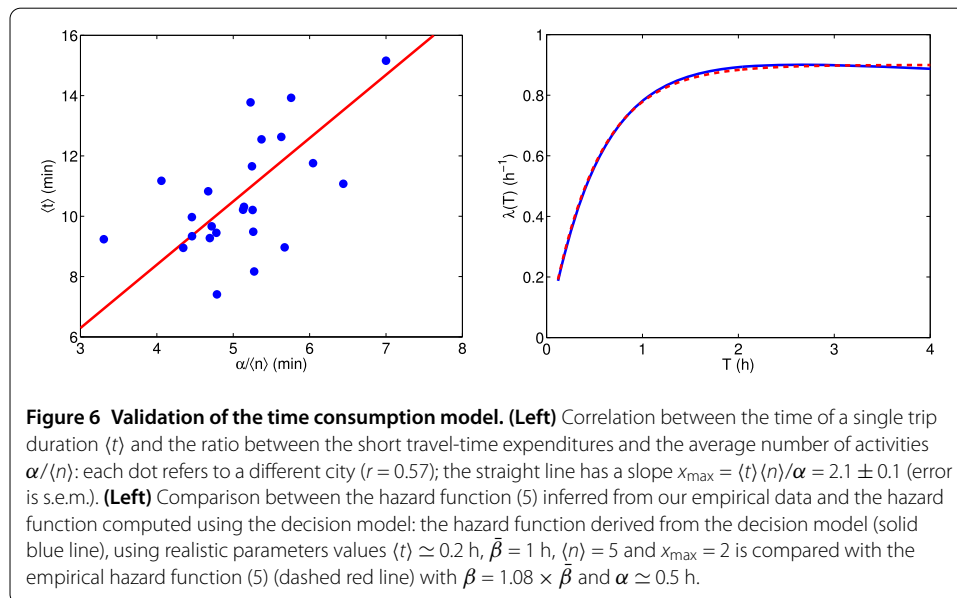 16
14
12
10
8
6
⟨t⟩ (min)
3 4 5 6 7 8
α/⟨n⟩ (min)
1
0.8
0.6
0.4
0.2
0
λ(T) (h⁻¹)
0 1 2 3 4
T (h)
Figure 6 Validation of the time consumption model. (Left) Correlation between the time of a single trip
duration ⟨t⟩ and the ratio between the short travel-time expenditures and the average number of activities
α/⟨n⟩: each dot refers to a different city (r = 0.57); the straight line has a slope xmax = ⟨t⟩⟨n⟩/α = 2.1 ± 0.1 (error
is s.e.m.). (Left) Comparison between the hazard function (5) inferred from our empirical data and the hazard
function computed using the decision model: the hazard function derived from the decision model (solid
blue line), using realistic parameters values ⟨t⟩ ≃ 0.2 h, β̄ = 1 h, ⟨n⟩ = 5 and xmax = 2 is compared with the
empirical hazard function (5) (dashed red line) with β = 1.08 × β̄ and α ≃ 0.5 h.